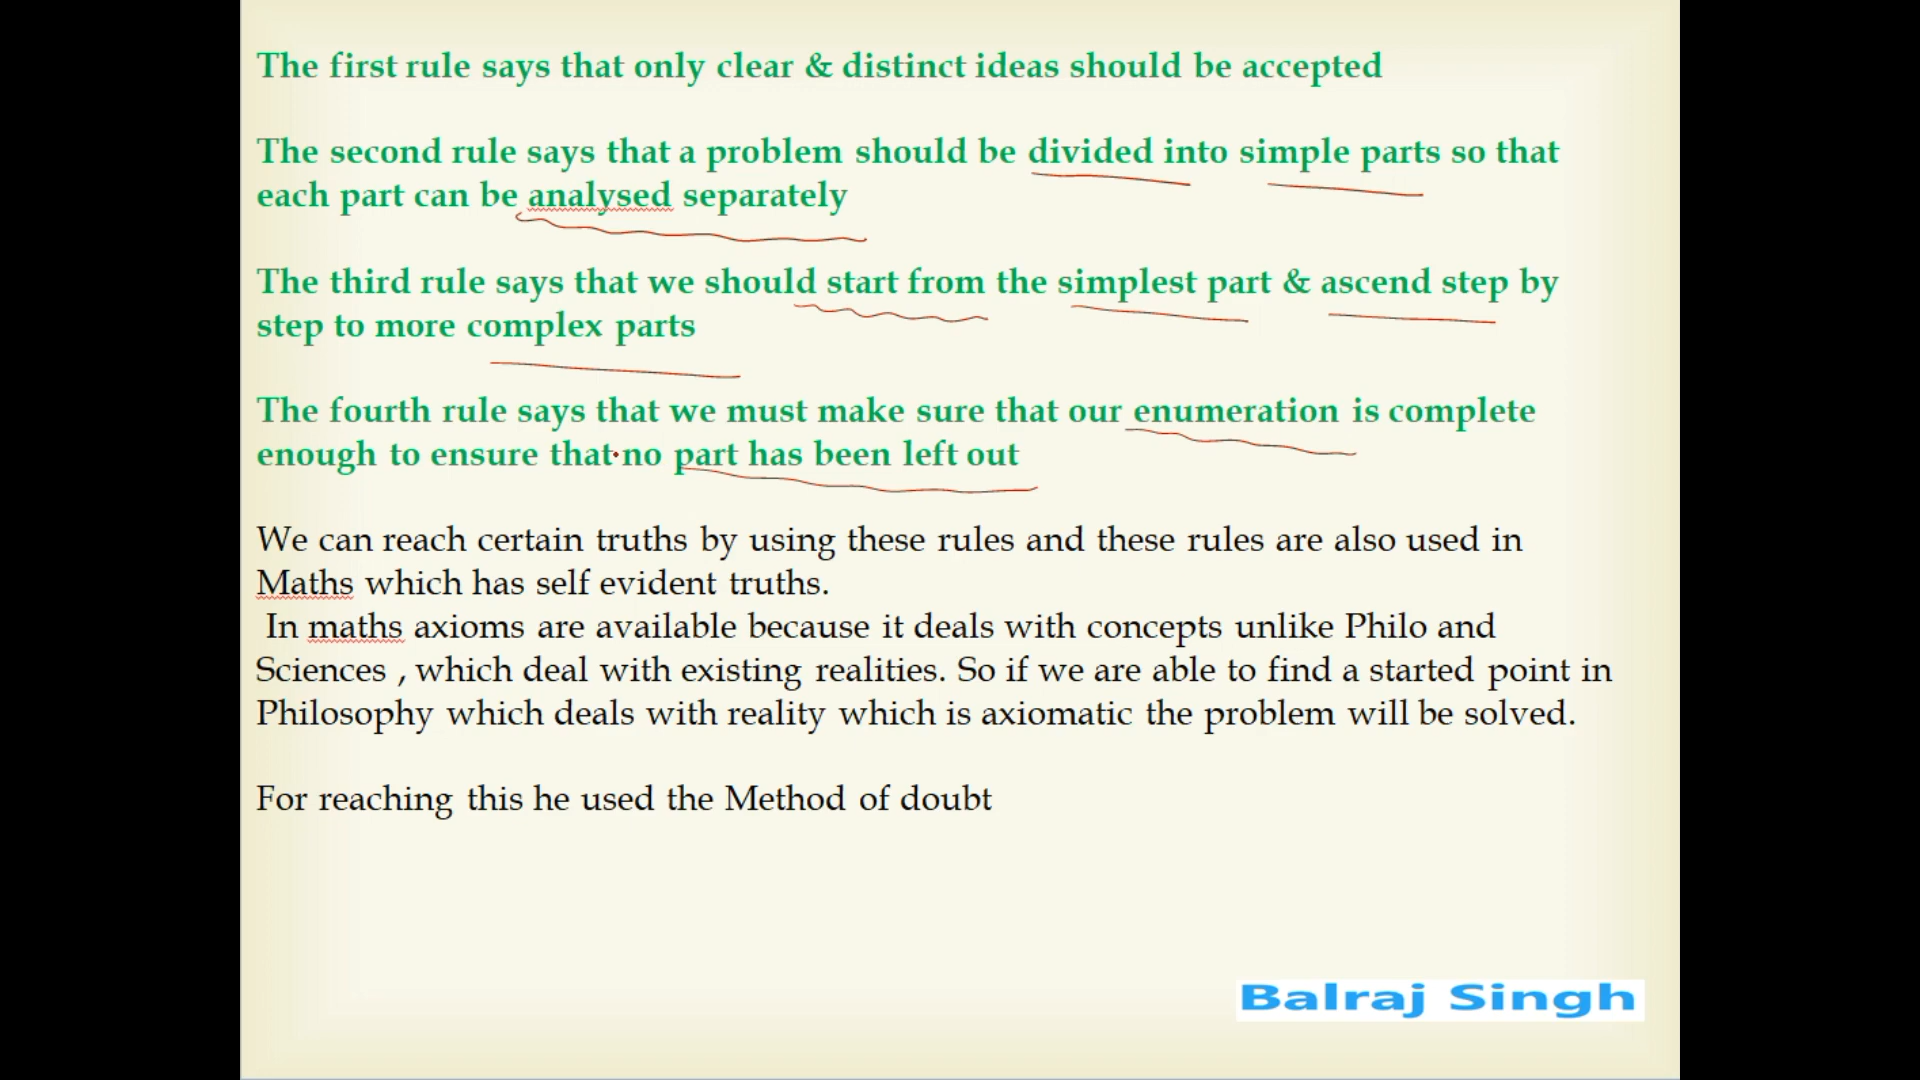 The first rule says that only clear & distinct ideas should be accepted
The second rule says that a problem should be divided into simple parts so that
each part can be analysed separately
The third rule says that we should start from the simplest part & ascend step by
step to more complex parts
The fourth rule says that we must make sure that our enumeration is complete
enough to ensure that no part has been left out
We can reach certain truths by using these rules and these rules are also used in
Maths which has self evident truths.
In maths axioms are available because it deals with concepts unlike Philo and
Sciences , which deal with existing realities. So if we are able to find a started point in
Philosophy which deals with reality which is axiomatic the problem will be solved.
For reaching this he used the Method of doubt
Balraj Singh